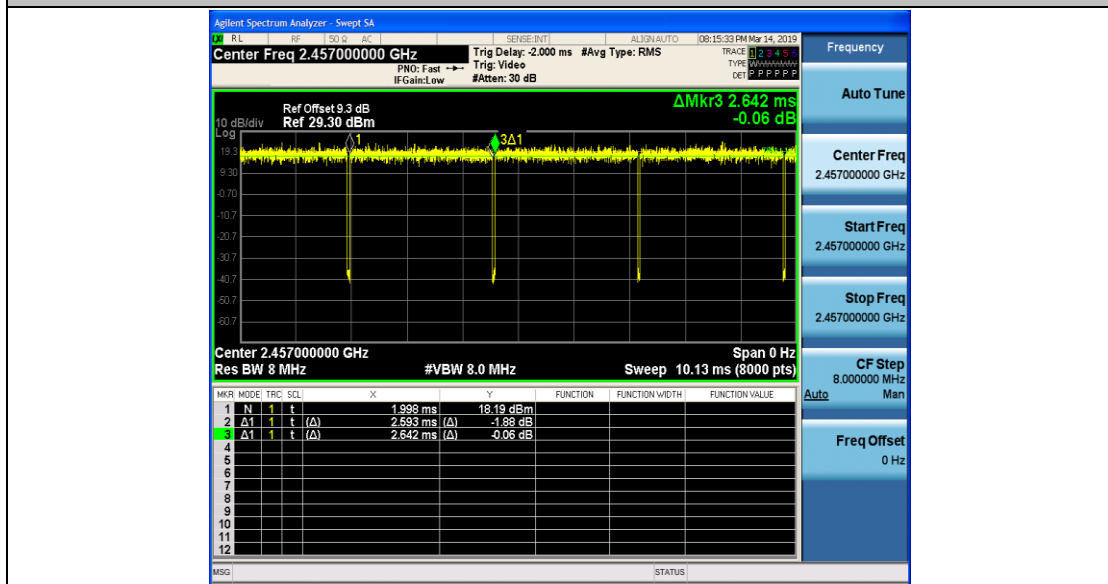 Agilent Spectrum Analyzer - Swept SA
RL RF 50 Ω AC SENSE:INT ALIGN AUTO 08:15:33 PM Mar 14, 2019
Center Freq 2.457000000 GHz
PNO: Fast
IFGain:Low
Trig Delay: -2.000 ms
Trig: Video
#Atten: 30 dB
#Avg Type: RMS
TRACE 1 2 3 4 5 6
TYPE
DET P P P P P P
Ref Offset 9.3 dB
Ref 29.30 dBm
ΔMkr3 2.642 ms
-0.06 dB
10 dB/div
Log
1
3Δ1
19.3
9.30
-0.70
-10.7
-20.7
-30.7
-40.7
-50.7
-60.7
Center 2.457000000 GHz
Span 0 Hz
Res BW 8 MHz
#VBW 8.0 MHz
Sweep 10.13 ms (8000 pts)
MKR MODE TRC SCL X Y FUNCTION FUNCTION WIDTH FUNCTION VALUE
1 N 1 t 1.998 ms 18.19 dBm
2 Δ1 1 t (Δ) 2.593 ms (Δ) -1.88 dB
3 Δ1 1 t (Δ) 2.642 ms (Δ) -0.06 dB
4
5
6
7
8
9
10
11
12
MSG
STATUS
Frequency
Auto Tune
Center Freq
2.457000000 GHz
Start Freq
2.457000000 GHz
Stop Freq
2.457000000 GHz
CF Step
8.000000 MHz
Auto Man
Freq Offset
0 Hz